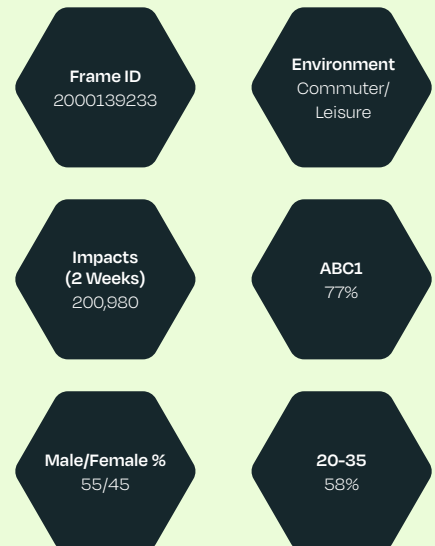 Frame ID
2000139233
Environment
Commuter/
Leisure
Impacts
(2 Weeks)
200,980
ABC1
77%
Male/Female %
55/45
20-35
58%